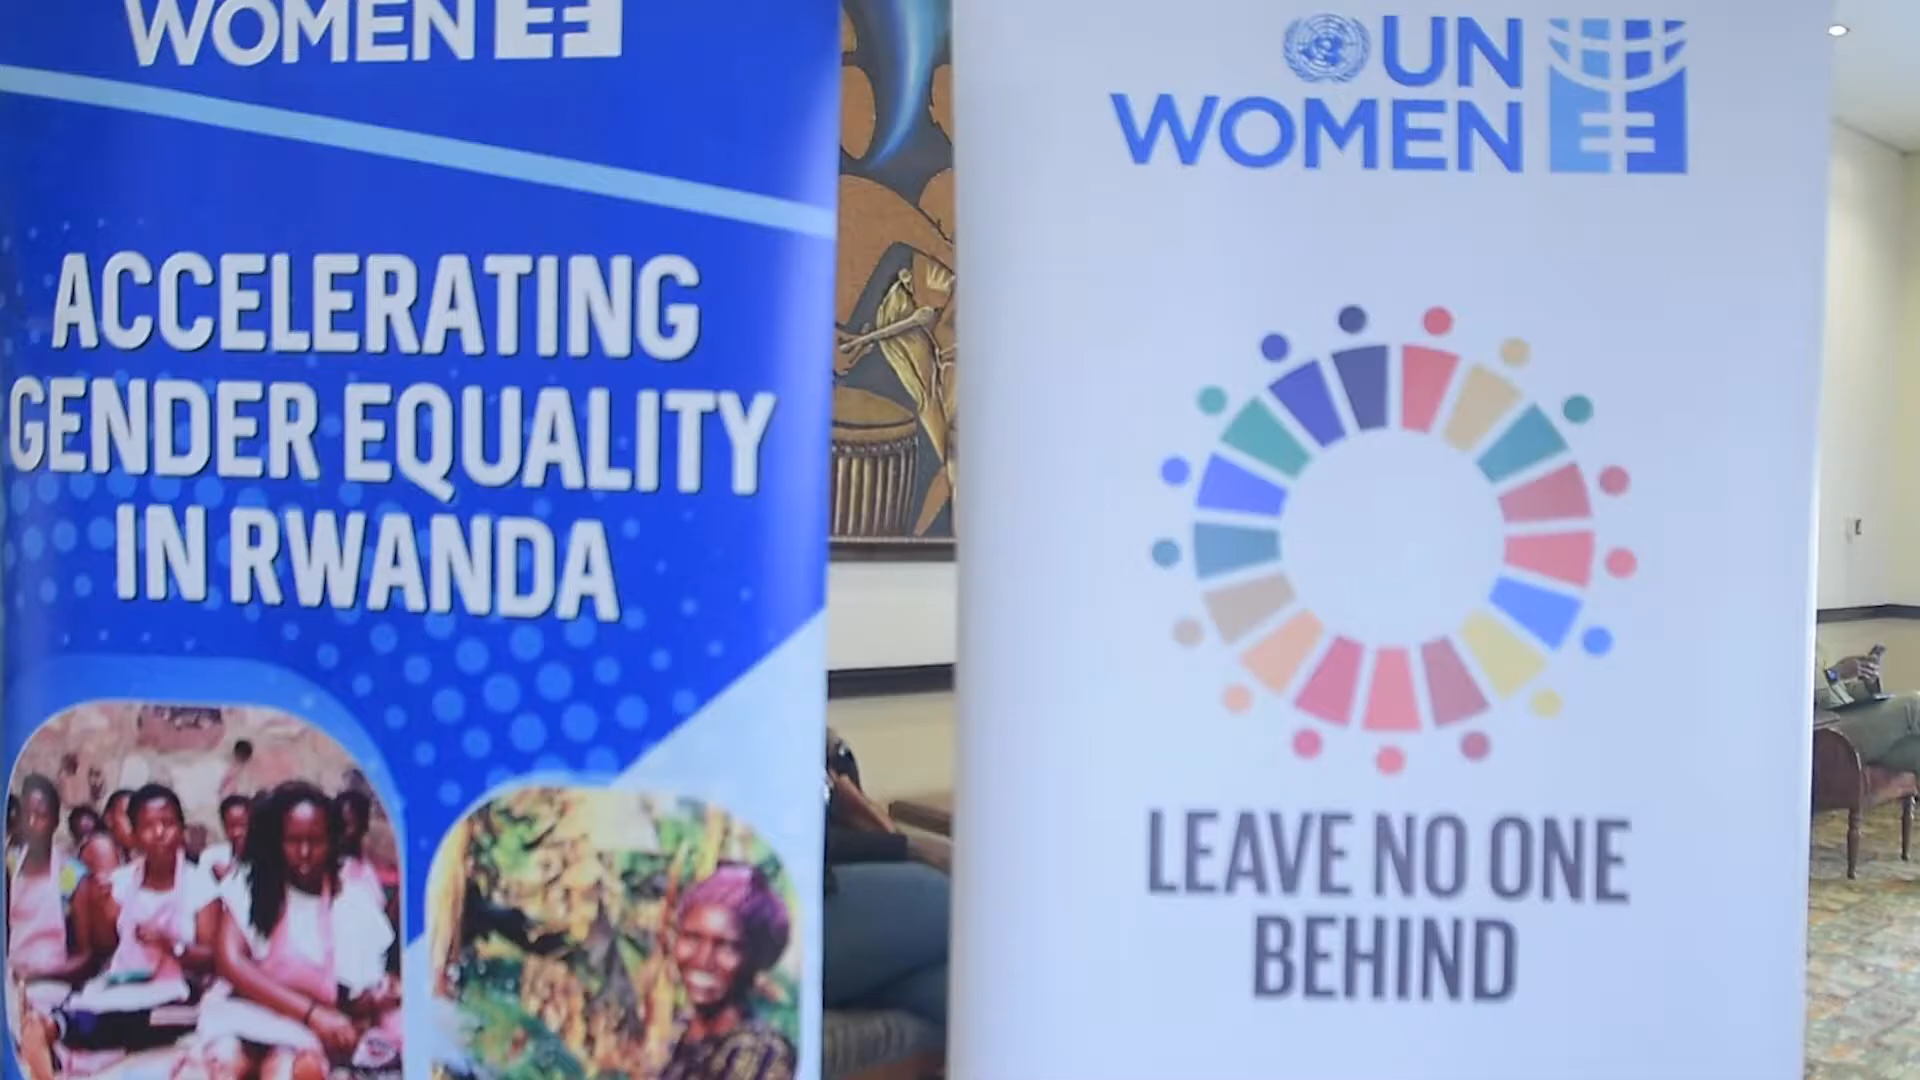 WOMEN
ACCELERATING
GENDER EQUALITY
IN RWANDA
UN
WOMEN
LEAVE NO ONE
BEHIND